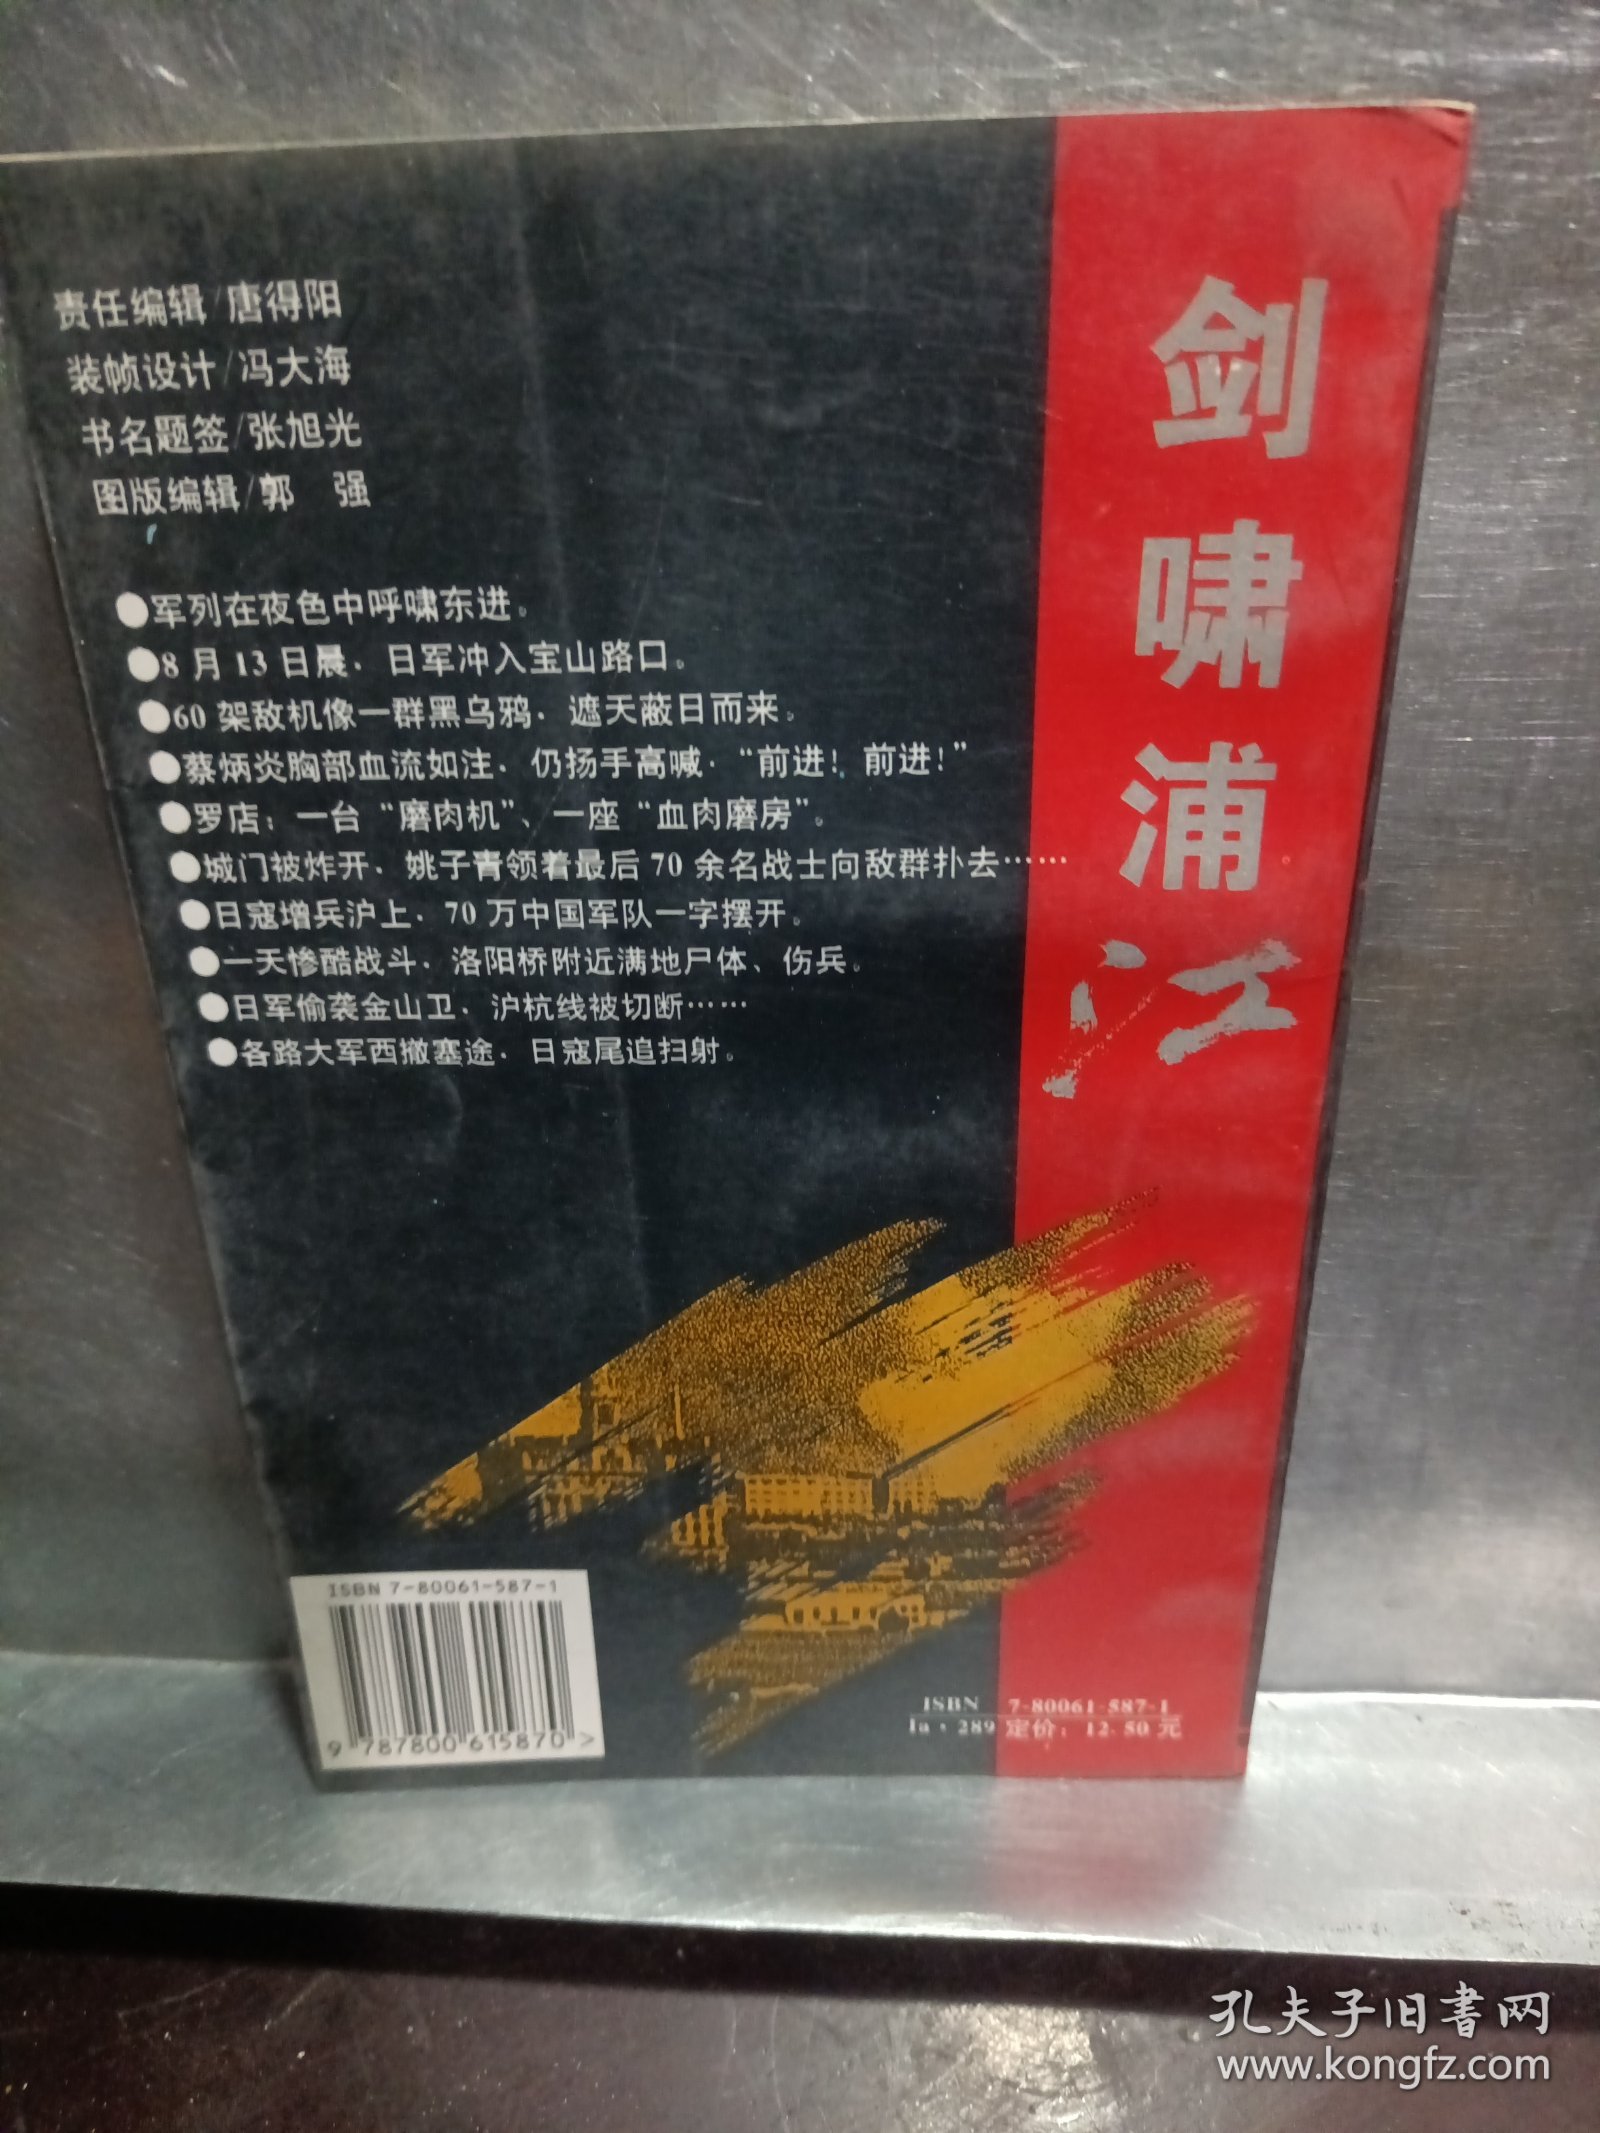 责任编辑/唐得阳
装帧设计/冯大海
书名题签/张旭光
图版编辑/郭 强
●军列在夜色中呼啸东进。
●8月13日晨,日军冲入宝山路口。
●60架敌机像一群黑乌鸦,遮天蔽日而来。
●蔡炳炎胸部血流如注,仍扬手高喊,“前进！前进！”
●罗店：一台“磨肉机”、一座“血肉磨房”。
●城门被炸开,姚子青领着最后70余名战士向敌群扑去……
●日寇增兵沪上,70万中国军队一字摆开。
●一天惨酷战斗,洛阳桥附近满地尸体、伤兵。
●日军偷袭金山卫,沪杭线被切断……
●各路大军西撤塞途,日寇尾追扫射。
剑啸浦江
ISBN 7-80061-587-1
9 787800 615870 >
ISBN 7-80061-587-1
Ia·289 定价：12.50元
孔夫子旧书网
www.kongfz.com